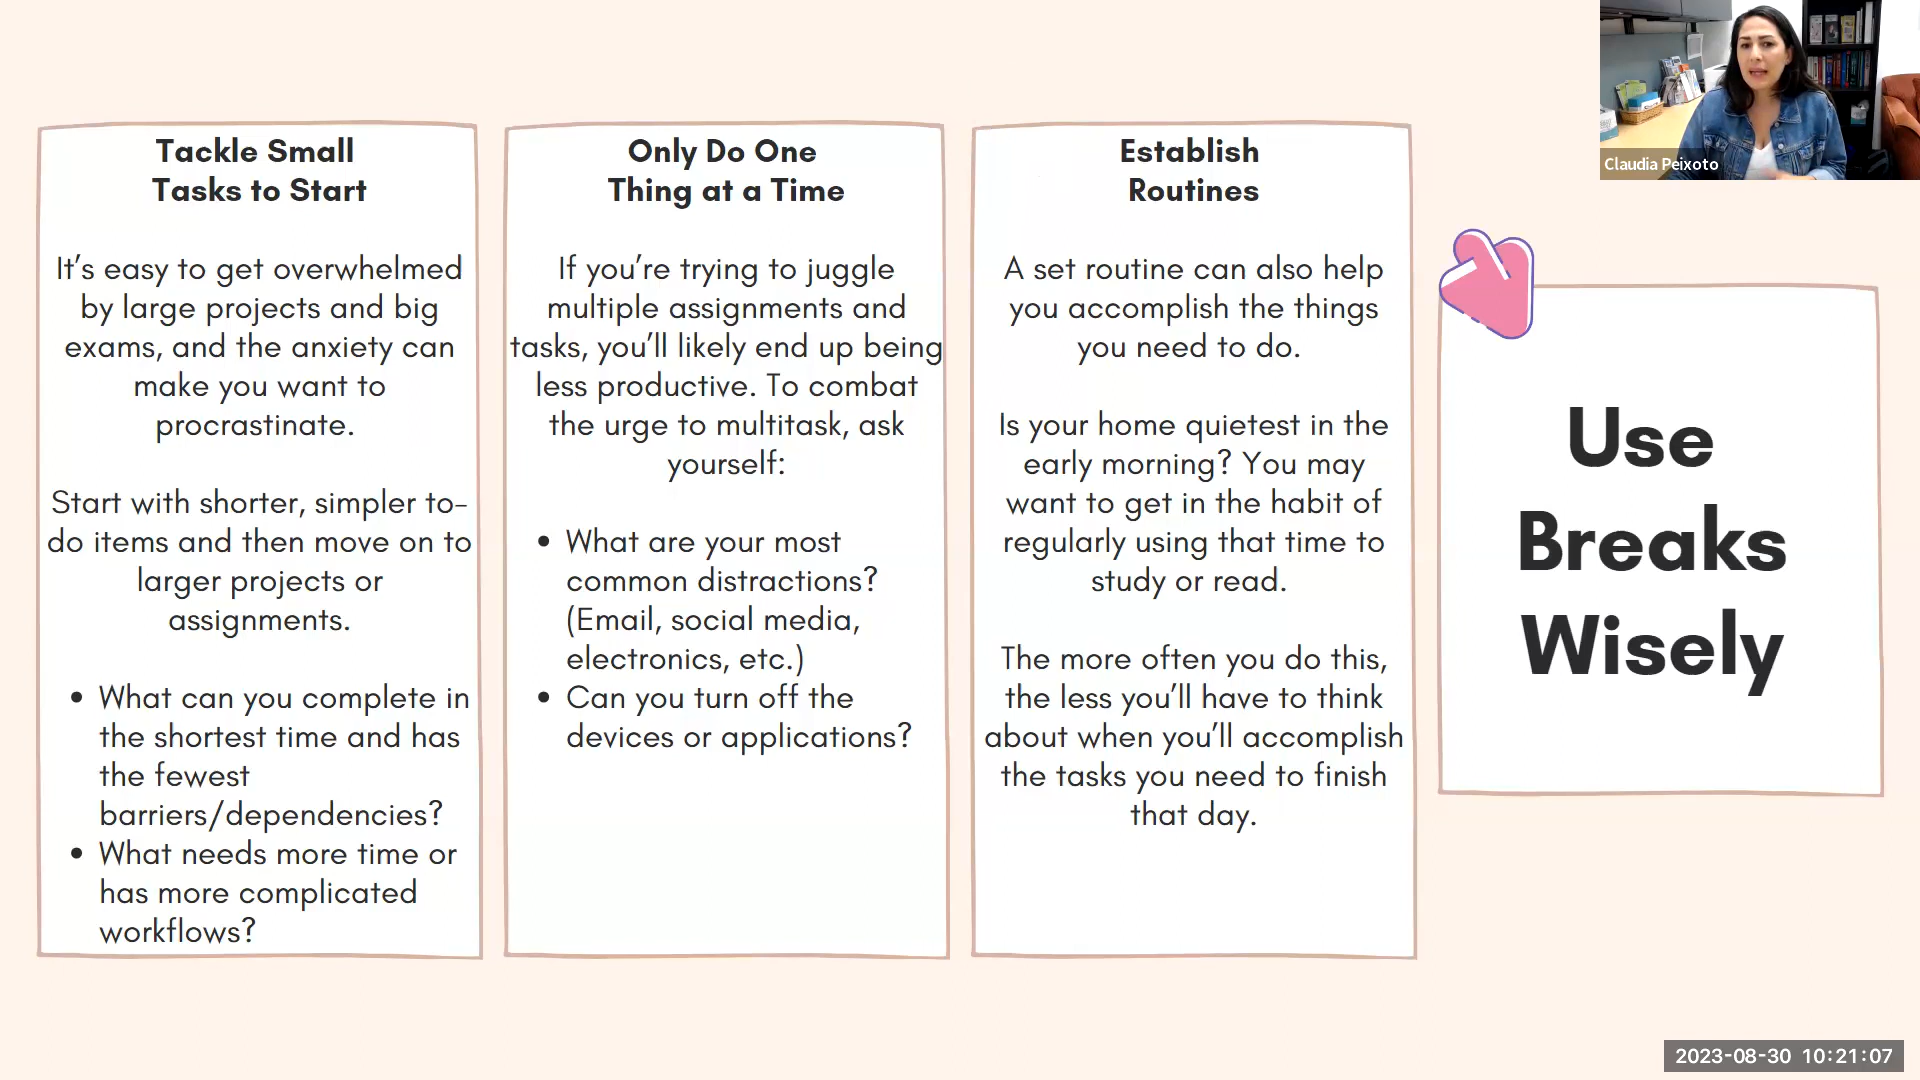 Tackle Small
Tasks to Start
It's easy to get overwhelmed
by large projects and big
exams, and the anxiety can
make you want to
procrastinate.
Start with shorter, simpler to-
do items and then move on to
larger projects or
assignments.
• What can you complete in
the shortest time and has
the fewest
barriers/dependencies?
• What needs more time or
has more complicated
workflows?
Only Do One
Thing at a Time
If you're trying to juggle
multiple assignments and
tasks, you'll likely end up being
less productive. To combat
the urge to multitask, ask
yourself:
• What are your most
common distractions?
(Email, social media,
electronics, etc.)
• Can you turn off the
devices or applications?
Establish
Routines
A set routine can also help
you accomplish the things
you need to do.
Is your home quietest in the
early morning? You may
want to get in the habit of
regularly using that time to
study or read.
The more often you do this,
the less you'll have to think
about when you'll accomplish
the tasks you need to finish
that day.
Use
Breaks
Wisely
Claudia Peixoto
2023-08-30 10:21:07